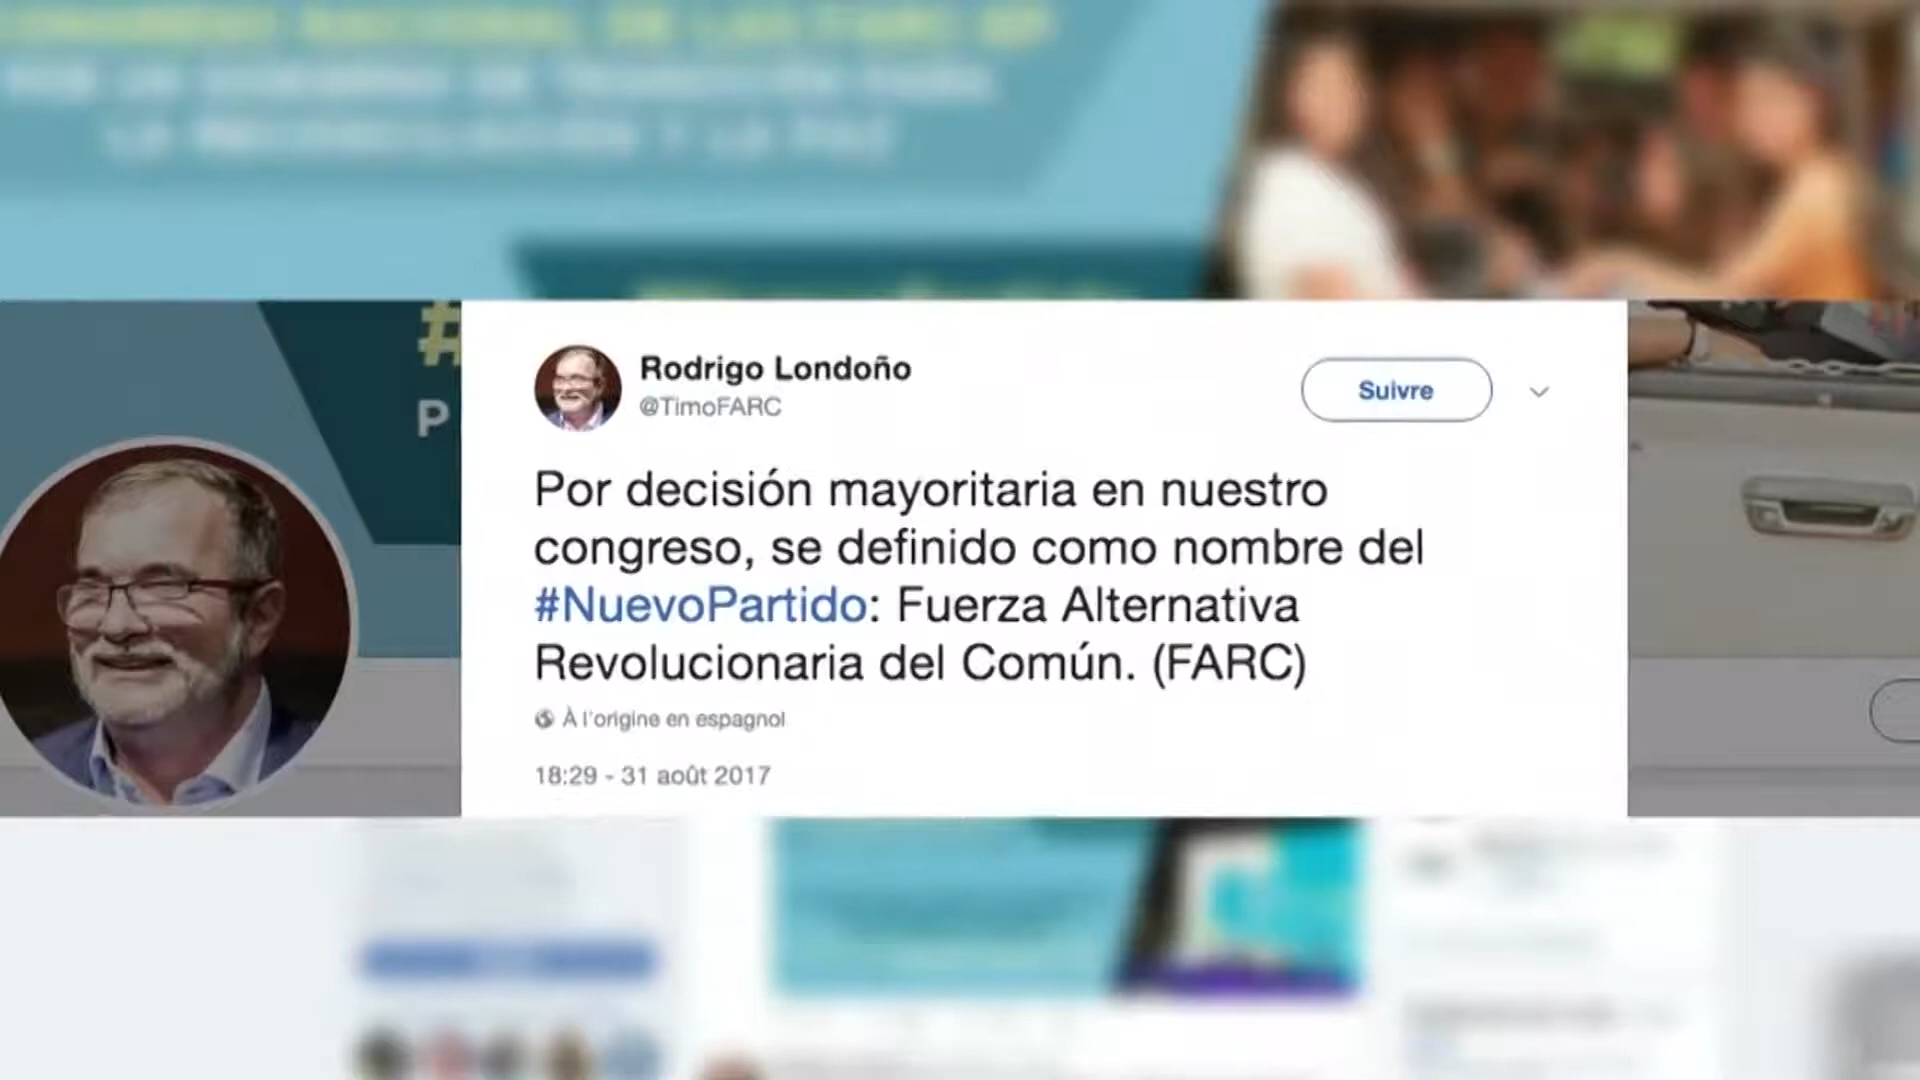 #
P
Rodrigo Londoño
@TimoFARC
Suivre
Por decisión mayoritaria en nuestro
congreso, se definido como nombre del
#NuevoPartido: Fuerza Alternativa
Revolucionaria del Común. (FARC)
À l'origine en espagnol
18:29 - 31 août 2017